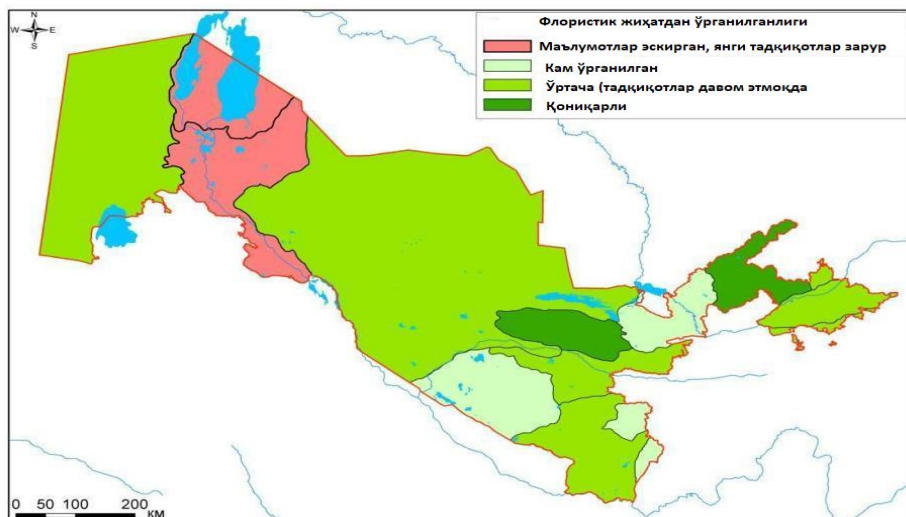 N
W E
S
Флористик жиҳатдан ўрганилганлиги
Маълумотлар эскирган, янги тадқиқотлар зарур
Кам ўрганилган
Ўртача (тадқиқотлар давом этмоқда
Қониқарли
0 50 100 200
КМ